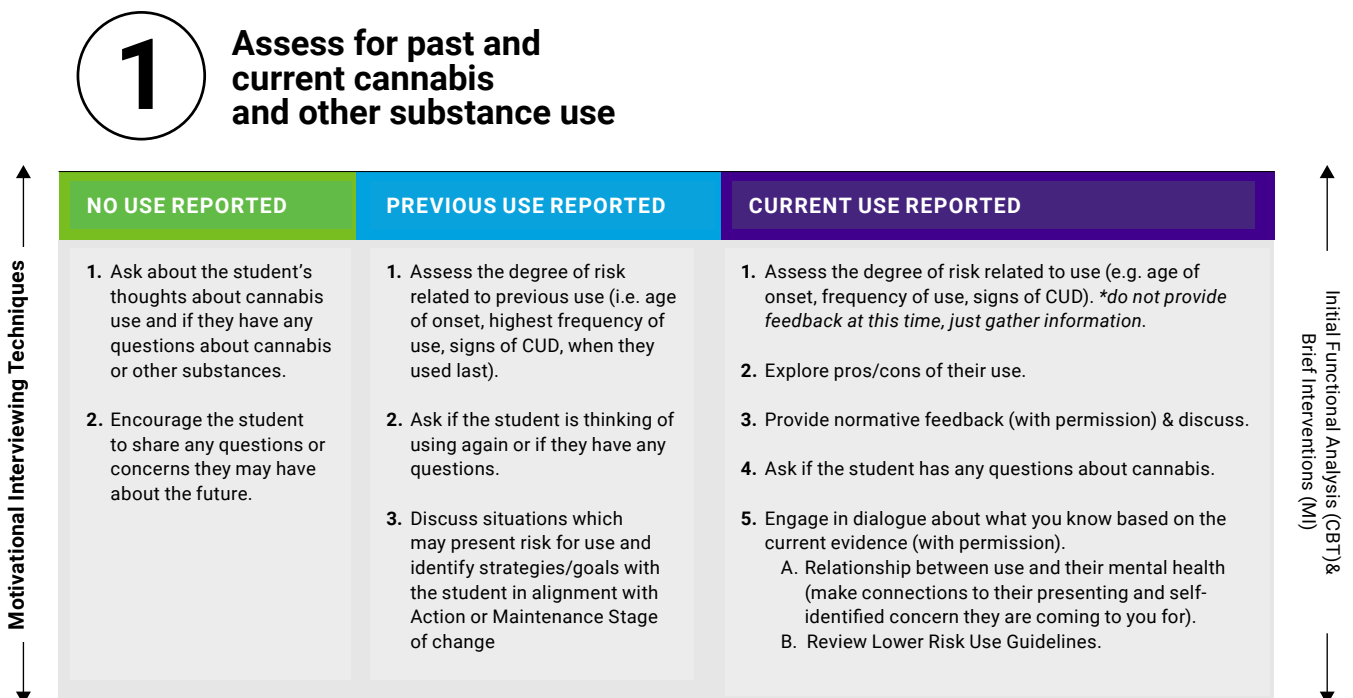 1
Assess for past and
current cannabis
and other substance use
Motivational Interviewing Techniques
NO USE REPORTED
1. Ask about the student's
thoughts about cannabis
use and if they have any
questions about cannabis
or other substances.
2. Encourage the student
to share any questions or
concerns they may have
about the future.
PREVIOUS USE REPORTED
1. Assess the degree of risk
related to previous use (i.e. age
of onset, highest frequency of
use, signs of CUD, when they
used last).
2. Ask if the student is thinking of
using again or if they have any
questions.
3. Discuss situations which
may present risk for use and
identify strategies/goals with
the student in alignment with
Action or Maintenance Stage
of change
CURRENT USE REPORTED
1. Assess the degree of risk related to use (e.g. age of
onset, frequency of use, signs of CUD). *do not provide
feedback at this time, just gather information.
2. Explore pros/cons of their use.
3. Provide normative feedback (with permission) & discuss.
4. Ask if the student has any questions about cannabis.
5. Engage in dialogue about what you know based on the
current evidence (with permission).
A. Relationship between use and their mental health
(make connections to their presenting and self-
identified concern they are coming to you for).
B. Review Lower Risk Use Guidelines.
Initial Functional Analysis (CBT)&
Brief Interventions (MI)